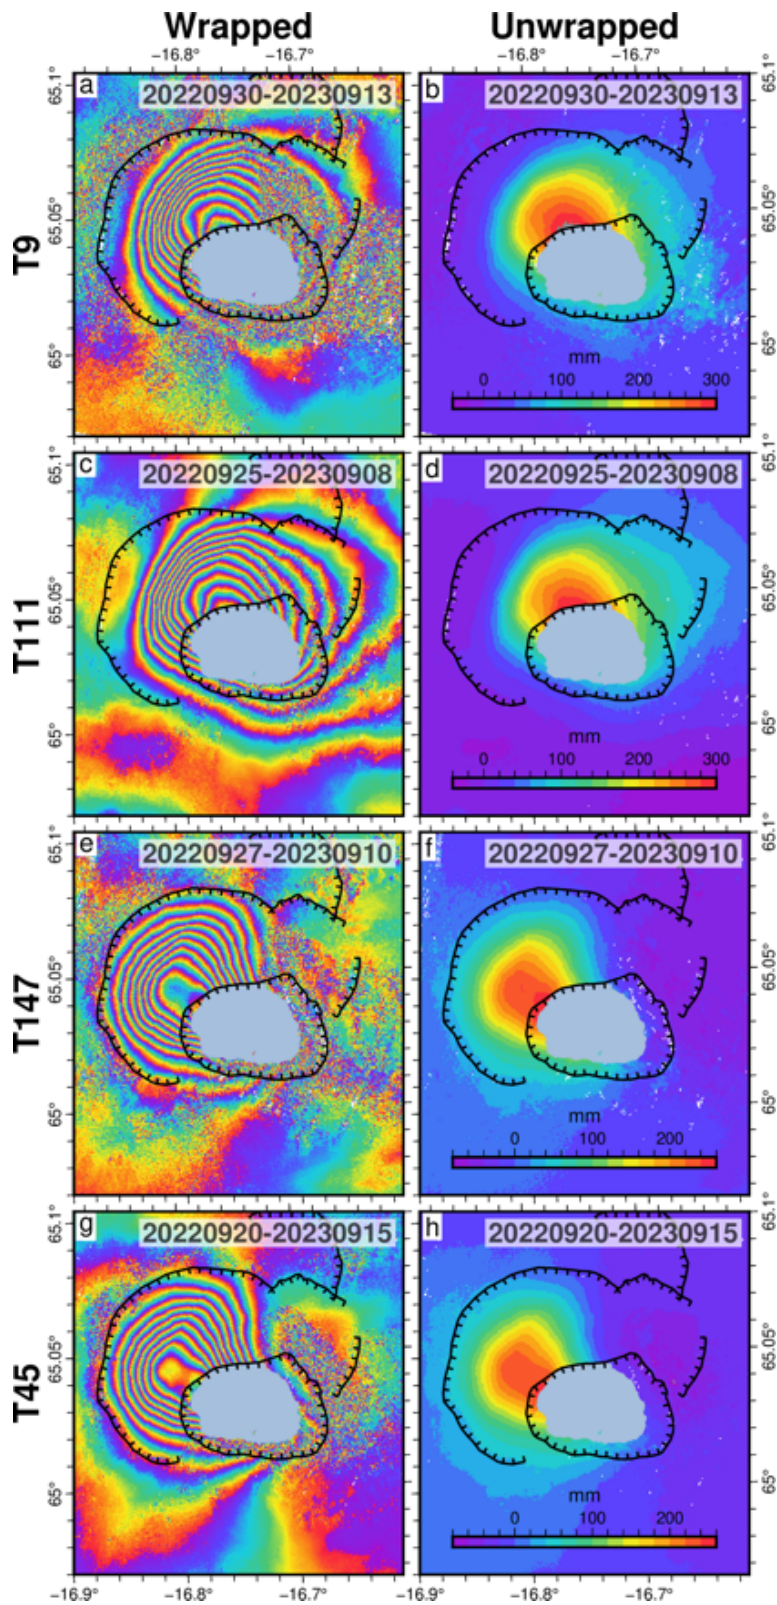 Wrapped
Unwrapped
−16.8° −16.7° −16.8° −16.7°
T9
a
20220930-20230913
b
20220930-20230913
65.1°
65.05°
65°
65.1°
65.05°
65°
mm
0 100 200 300
T111
c
20220925-20230908
d
20220925-20230908
65.1°
65.05°
65°
65.1°
65.05°
65°
mm
0 100 200 300
T147
e
20220927-20230910
f
20220927-20230910
65.1°
65.05°
65°
65.1°
65.05°
65°
mm
0 100 200
T45
g
20220920-20230915
h
20220920-20230915
65.1°
65.05°
65°
65.1°
65.05°
65°
mm
0 100 200
−16.9° −16.8° −16.7° −16.9° −16.8° −16.7°